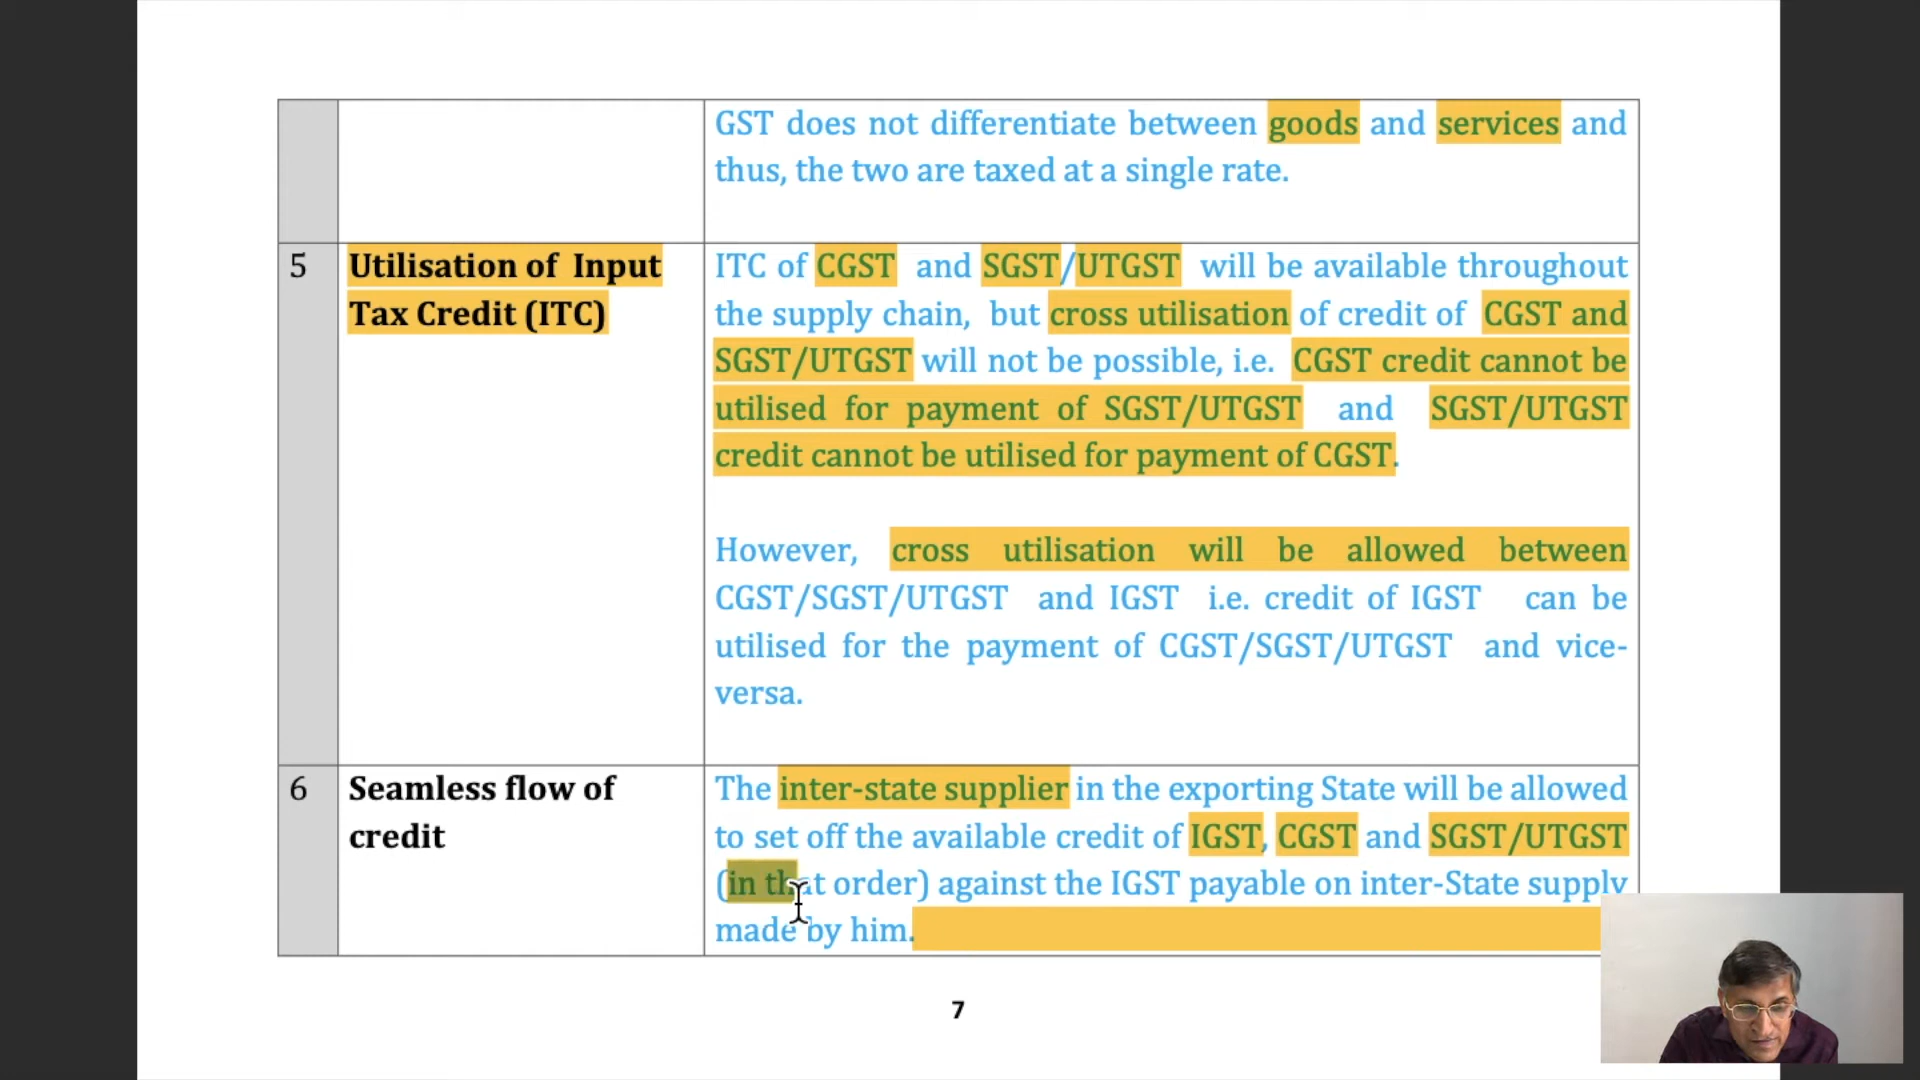 GST does not differentiate between goods and services and
thus, the two are taxed at a single rate.
5
Utilisation of Input
Tax Credit (ITC)
ITC of CGST and SGST/UTGST will be available throughout
the supply chain, but cross utilisation of credit of CGST and
SGST/UTGST will not be possible, i.e. CGST credit cannot be
utilised for payment of SGST/UTGST and SGST/UTGST
credit cannot be utilised for payment of CGST.
However, cross utilisation will be allowed between
CGST/SGST/UTGST and IGST i.e. credit of IGST can be
utilised for the payment of CGST/SGST/UTGST and vice-
versa.
6
Seamless flow of
credit
The inter-state supplier in the exporting State will be allowed
to set off the available credit of IGST, CGST and SGST/UTGST
(in that order) against the IGST payable on inter-State supply
made by him.
7